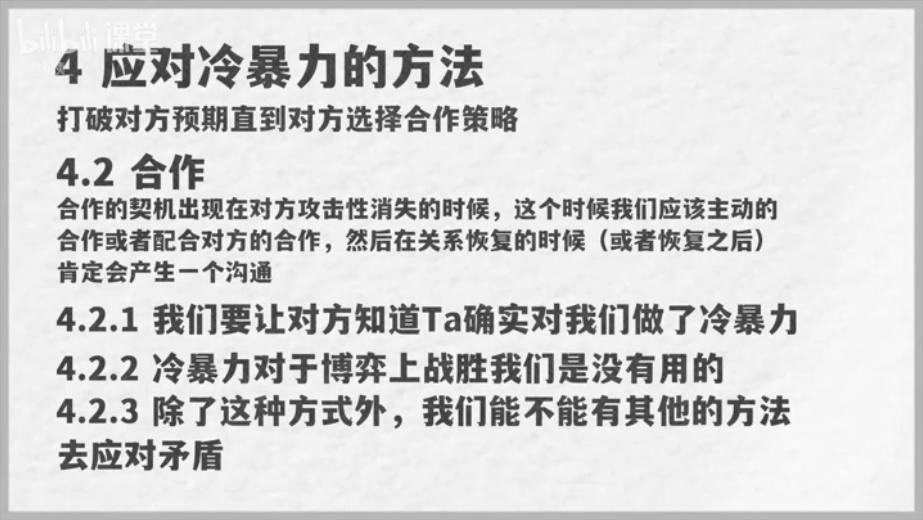 bilibili课堂
4 应对冷暴力的方法
打破对方预期直到对方选择合作策略
4.2 合作
合作的契机出现在对方攻击性消失的时候，这个时候我们应该主动的
合作或者配合对方的合作，然后在关系恢复的时候（或者恢复之后）
肯定会产生一个沟通
4.2.1 我们要让对方知道Ta确实对我们做了冷暴力
4.2.2 冷暴力对于博弈上战胜我们是没有用的
4.2.3 除了这种方式外，我们能不能有其他的方法
去应对矛盾